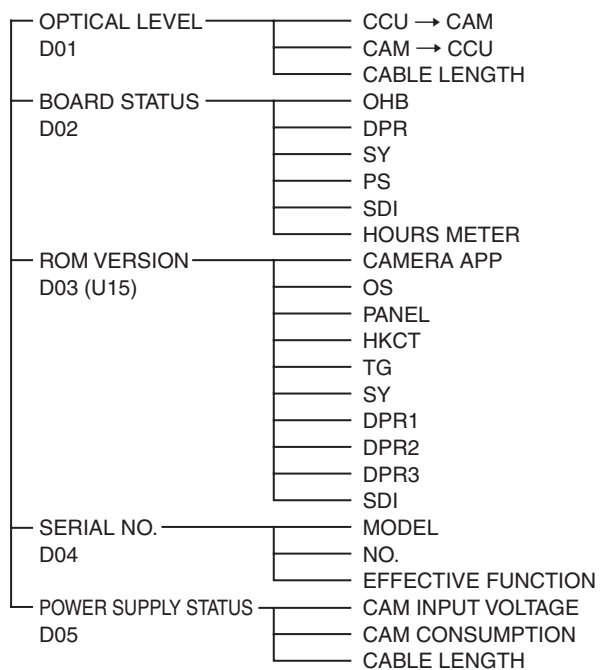 OPTICAL LEVEL
D01
CCU → CAM
CAM → CCU
CABLE LENGTH
BOARD STATUS
D02
OHB
DPR
SY
PS
SDI
HOURS METER
ROM VERSION
D03 (U15)
CAMERA APP
OS
PANEL
HKCT
TG
SY
DPR1
DPR2
DPR3
SDI
SERIAL NO.
D04
MODEL
NO.
EFFECTIVE FUNCTION
POWER SUPPLY STATUS
D05
CAM INPUT VOLTAGE
CAM CONSUMPTION
CABLE LENGTH